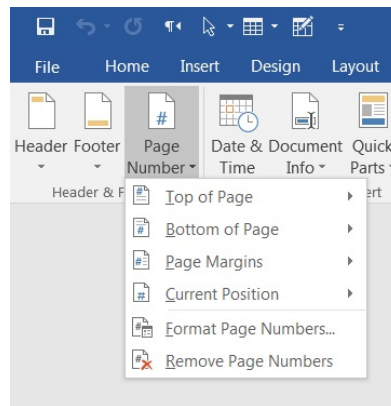 File Home Insert Design Layout
Header Footer Page Number Date & Time Document Info Quick Parts
Header & F
Top of Page
Bottom of Page
Page Margins
Current Position
Format Page Numbers...
Remove Page Numbers